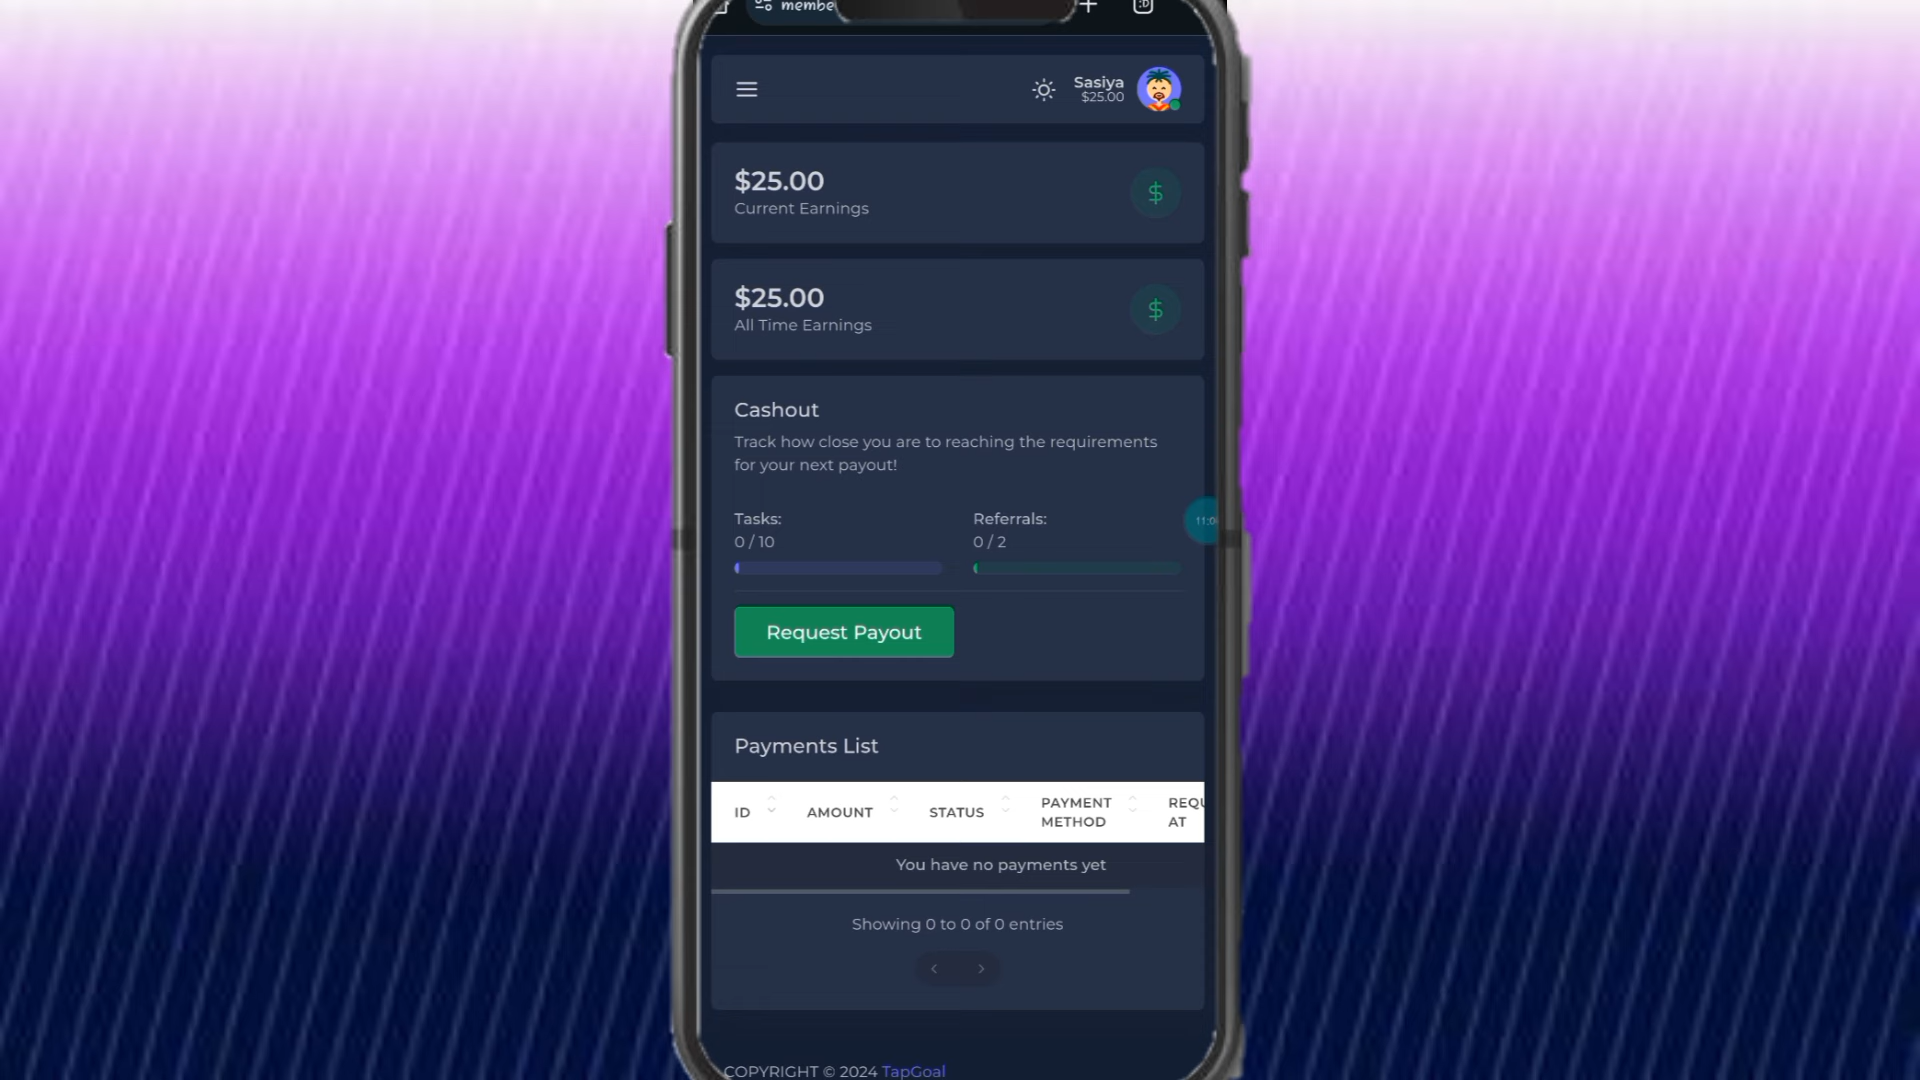 membe
Sasiya
$25.00
$25.00
Current Earnings
$25.00
All Time Earnings
Cashout
Track how close you are to reaching the requirements
for your next payout!
Tasks:
0 / 10
Referrals:
0 / 2
Request Payout
Payments List
ID
AMOUNT
STATUS
PAYMENT
METHOD
REQU
AT
You have no payments yet
Showing 0 to 0 of 0 entries
COPYRIGHT © 2024 TapGoal